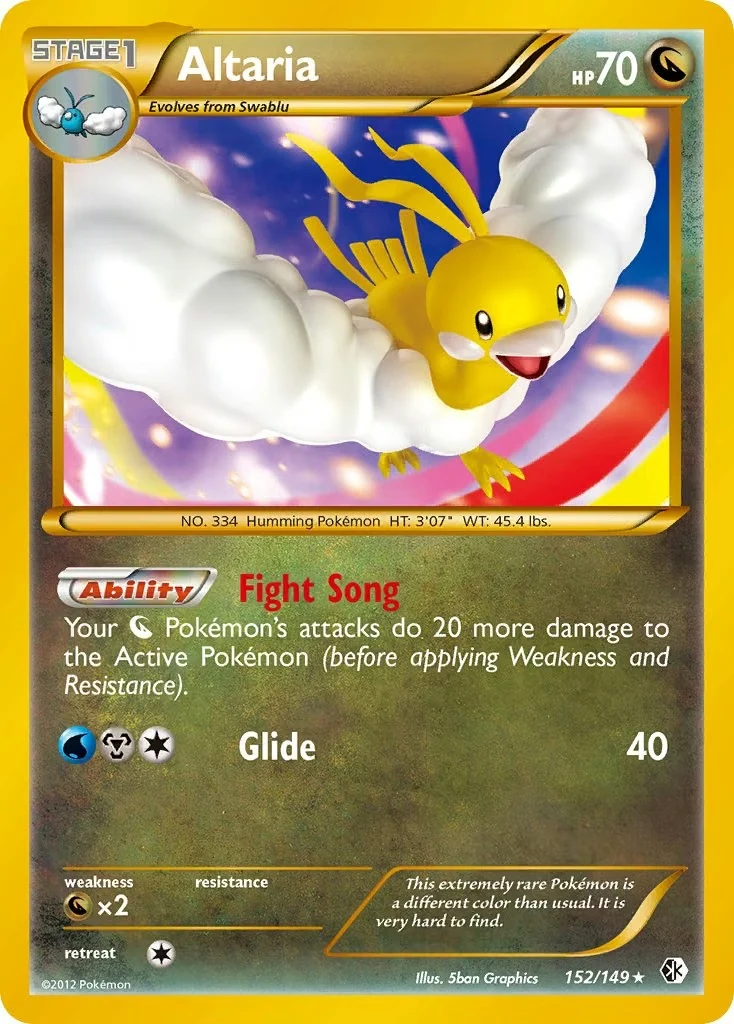 STAGE1
Altaria
HP70
Evolves from Swablu
NO. 334 Humming Pokémon HT: 3'07" WT: 45.4 lbs.
Ability Fight Song
Your Pokémon's attacks do 20 more damage to
the Active Pokémon (before applying Weakness and
Resistance).
Glide 40
weakness resistance
×2
retreat
This extremely rare Pokémon is
a different color than usual. It is
very hard to find.
©2012 Pokémon
Illus. 5ban Graphics 152/149 ★